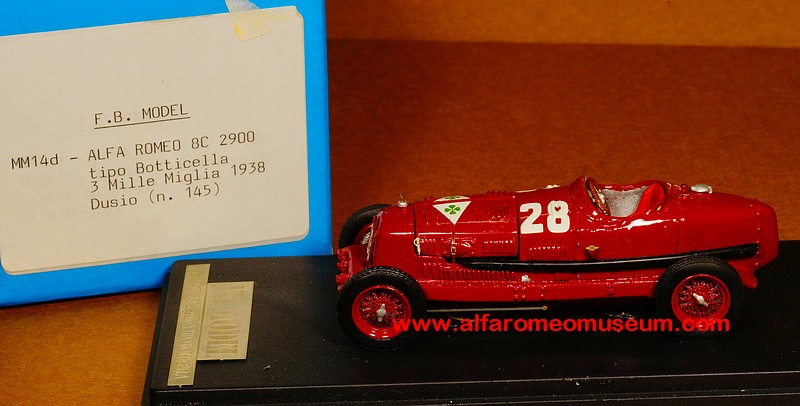 F.B. MODEL
MM14d - ALFA ROMEO 8C 2900
tipo Botticella
3 Mille Miglia 1938
Dusio (n. 145)
28
www.alfaromeomuseum.com